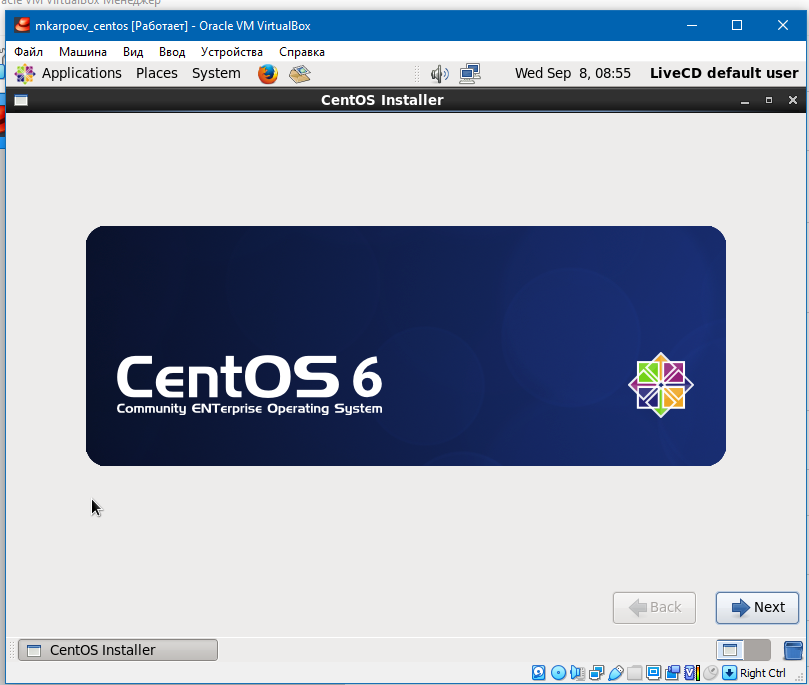 Oracle VM VirtualBox Менеджер
mkarpoev_centos [Работает] - Oracle VM VirtualBox
Файл Машина Вид Ввод Устройства Справка
Applications Places System Wed Sep 8, 08:55 LiveCD default user
CentOS Installer
CentOS 6
Community ENTerprise Operating System
Back Next
CentOS Installer
Right Ctrl